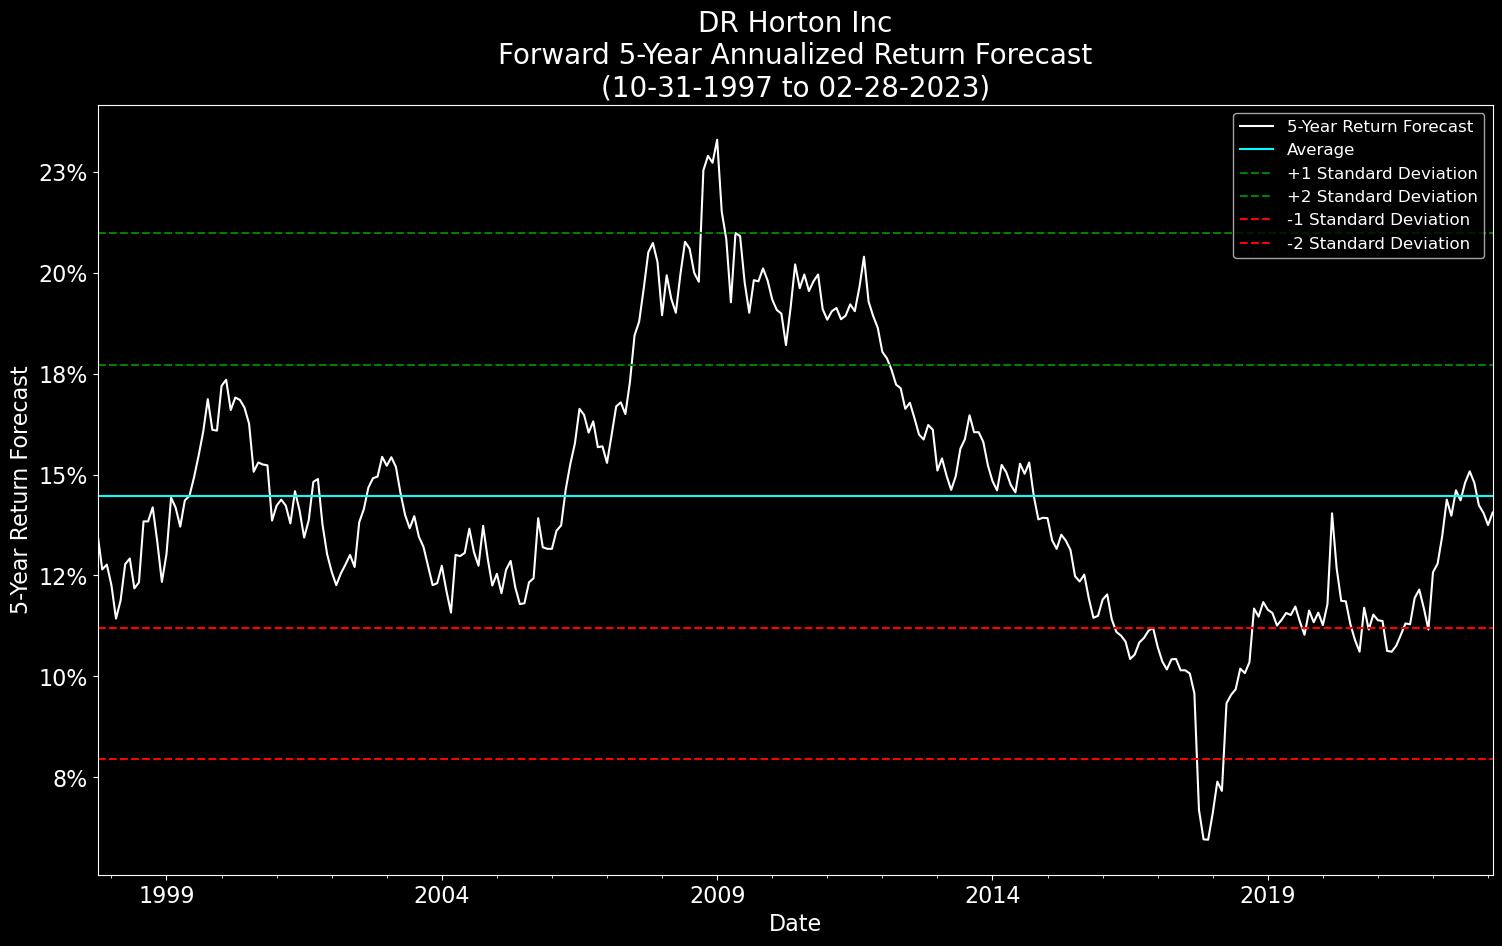 DR Horton Inc
Forward 5-Year Annualized Return Forecast
(10-31-1997 to 02-28-2023)
5-Year Return Forecast
Average
+1 Standard Deviation
+2 Standard Deviation
-1 Standard Deviation
-2 Standard Deviation
5-Year Return Forecast
23%
20%
18%
15%
12%
10%
8%
1999
2004
2009
2014
2019
Date